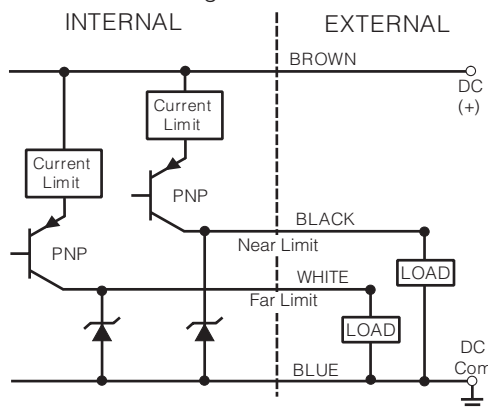 INTERNAL
EXTERNAL
BROWN
DC
(+)
Current
Limit
Current
Limit
PNP
PNP
BLACK
Near Limit
WHITE
Far Limit
LOAD
LOAD
BLUE
DC
Com